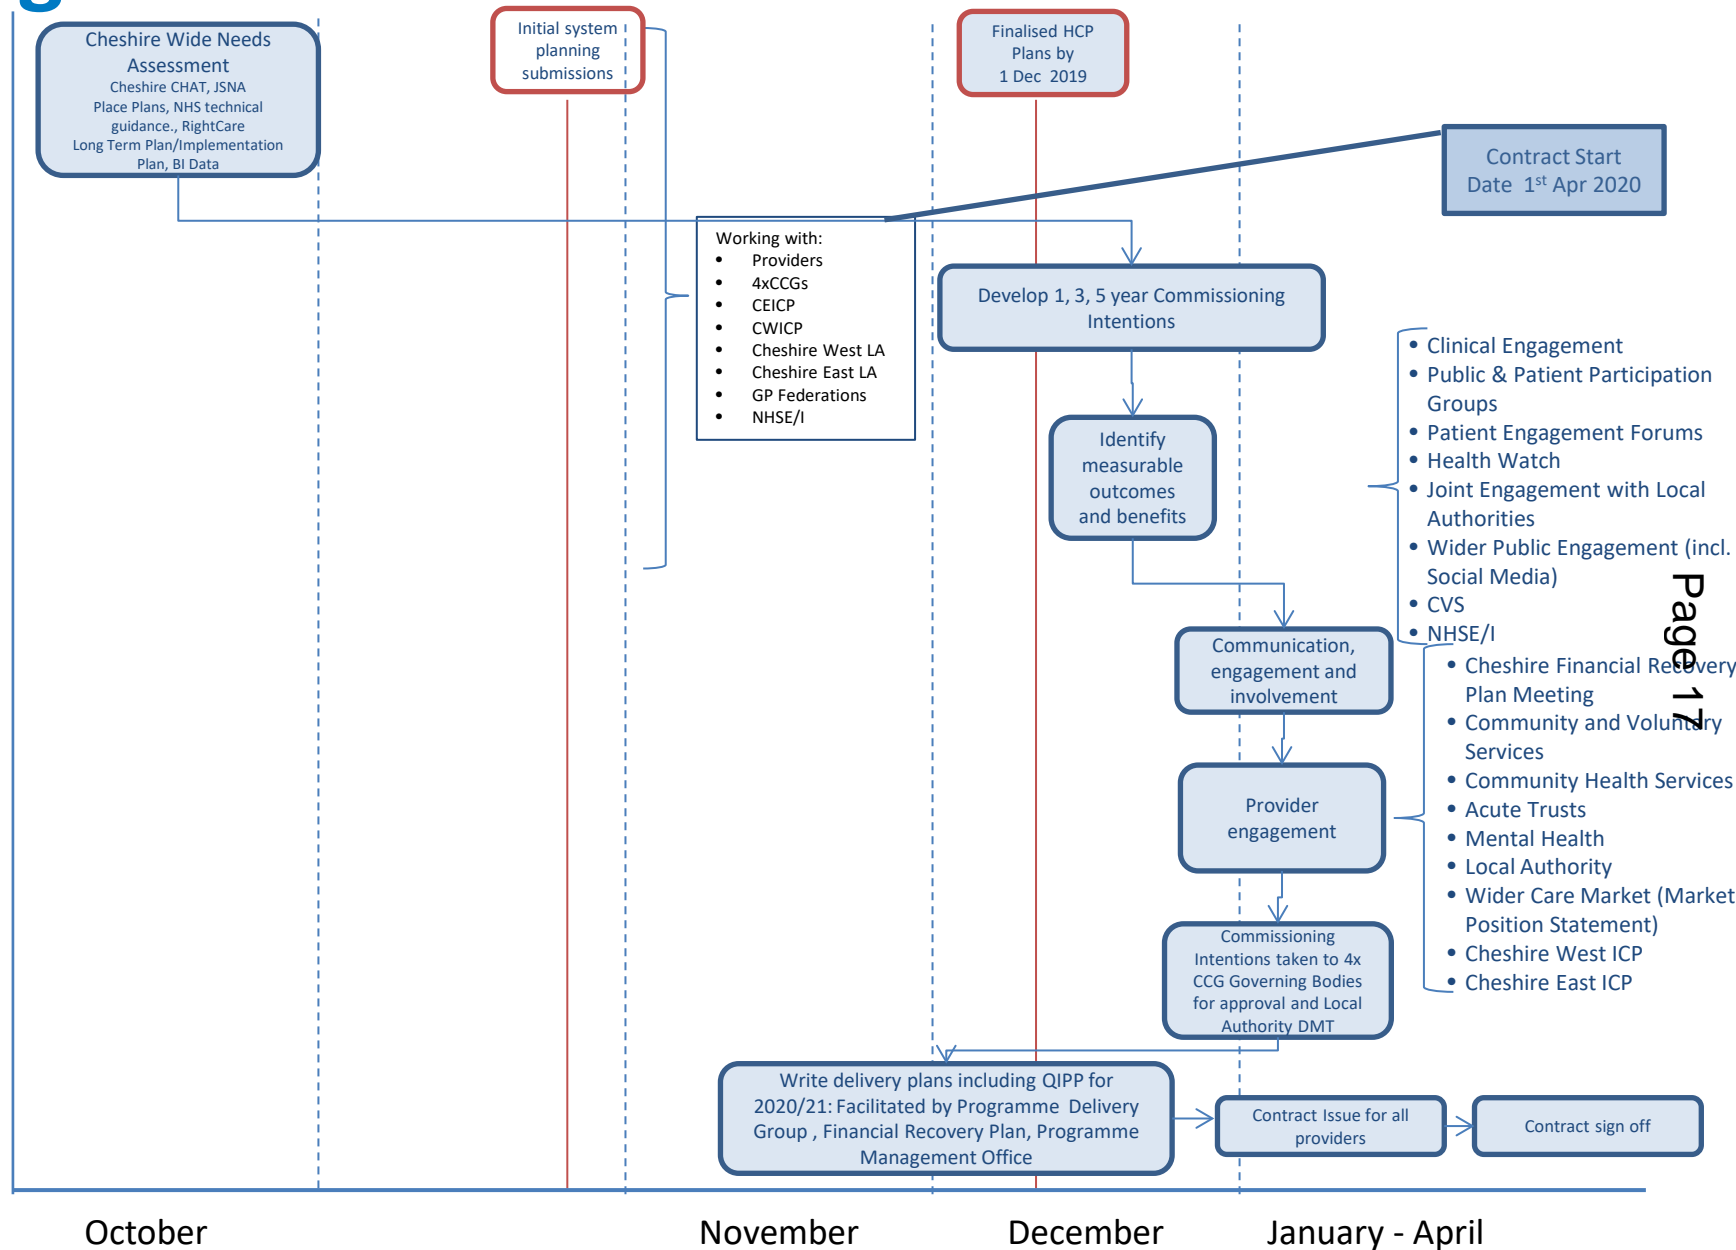 g
Cheshire Wide Needs
Assessment
Cheshire CHAT, JSNA
Place Plans, NHS technical
guidance., RightCare
Long Term Plan/Implementation
Plan, BI Data
Initial system
planning
submissions
Finalised HCP
Plans by
1 Dec 2019
Contract Start
Date 1st Apr 2020
Working with:
• Providers
• 4xCCGs
• CEICP
• CWICP
• Cheshire West LA
• Cheshire East LA
• GP Federations
• NHSE/I
Develop 1, 3, 5 year Commissioning
Intentions
Identify
measurable
outcomes
and benefits
• Clinical Engagement
• Public & Patient Participation
Groups
• Patient Engagement Forums
• Health Watch
• Joint Engagement with Local
Authorities
• Wider Public Engagement (incl.
Social Media)
• CVS
• NHSE/I
Page 17
Communication,
engagement and
involvement
• Cheshire Financial Recovery
Plan Meeting
• Community and Voluntary
Services
• Community Health Services
• Acute Trusts
• Mental Health
• Local Authority
• Wider Care Market (Market
Position Statement)
• Cheshire West ICP
• Cheshire East ICP
Provider
engagement
Commissioning
Intentions taken to 4x
CCG Governing Bodies
for approval and Local
Authority DMT
Write delivery plans including QIPP for
2020/21: Facilitated by Programme Delivery
Group , Financial Recovery Plan, Programme
Management Office
Contract Issue for all
providers
Contract sign off
October
November
December
January - April